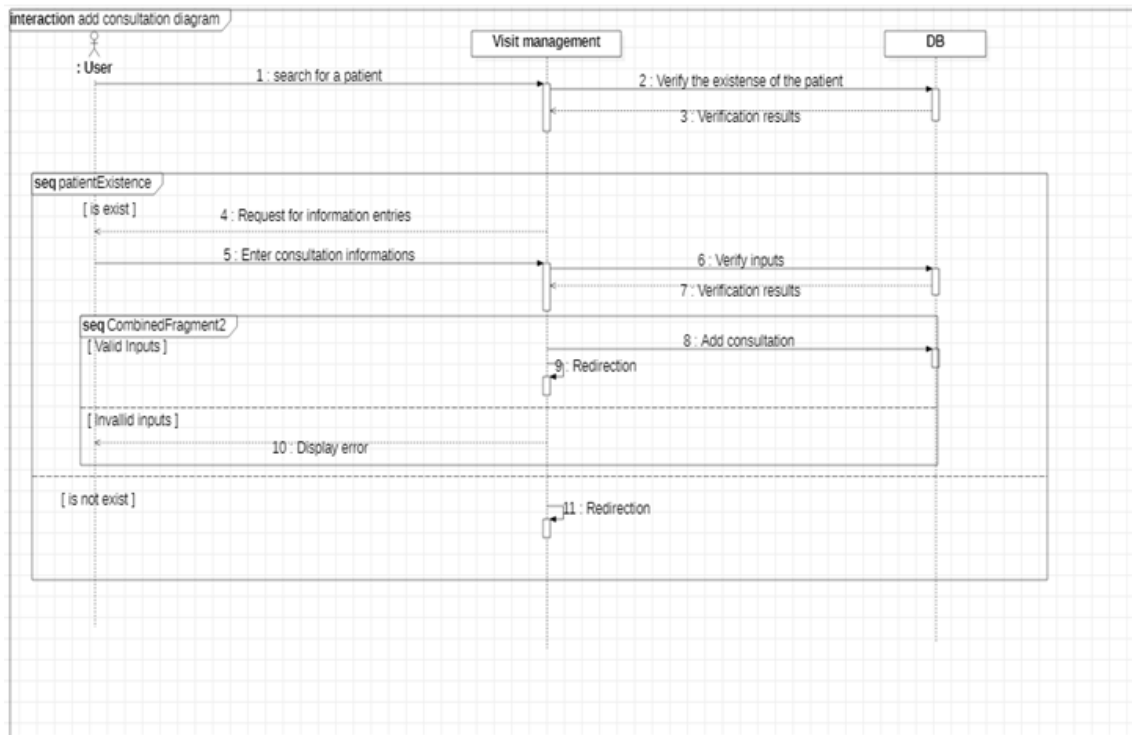 interaction add consultation diagram
: User
Visit management
DB
1 : search for a patient
2 : Verify the existense of the patient
3 : Verification results
seq patientExistence
[ is exist ]
4 : Request for information entries
5 : Enter consultation informations
6 : Verify inputs
7 : Verification results
seq CombinedFragment2
[ Valid Inputs ]
8 : Add consultation
9 : Redirection
[ Invallid inputs ]
10 : Display error
[ is not exist ]
11 : Redirection